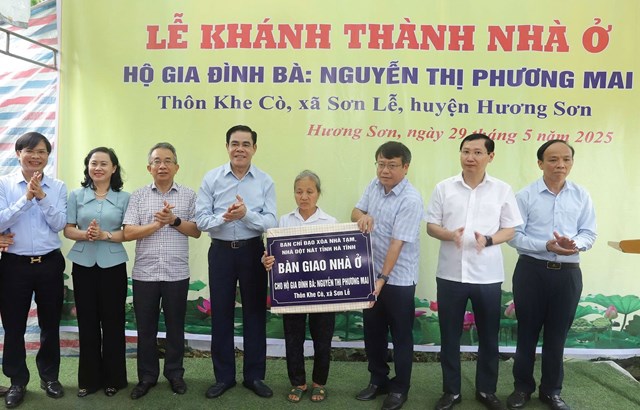 LỄ KHÁNH THÀNH NHÀ Ở
HỘ GIA ĐÌNH BÀ: NGUYỄN THỊ PHƯƠNG MAI
Thôn Khe Cò, xã Sơn Lễ, huyện Hương Sơn
Hương Sơn, ngày 29 tháng 5 năm 2025
BAN CHỈ ĐẠO XÓA NHÀ TẠM,
NHÀ DỘT NÁT TỈNH HÀ TĨNH
BÀN GIAO NHÀ Ở
CHO HỘ GIA ĐÌNH BÀ: NGUYỄN THỊ PHƯƠNG MAI
Thôn Khe Cò, xã Sơn Lễ